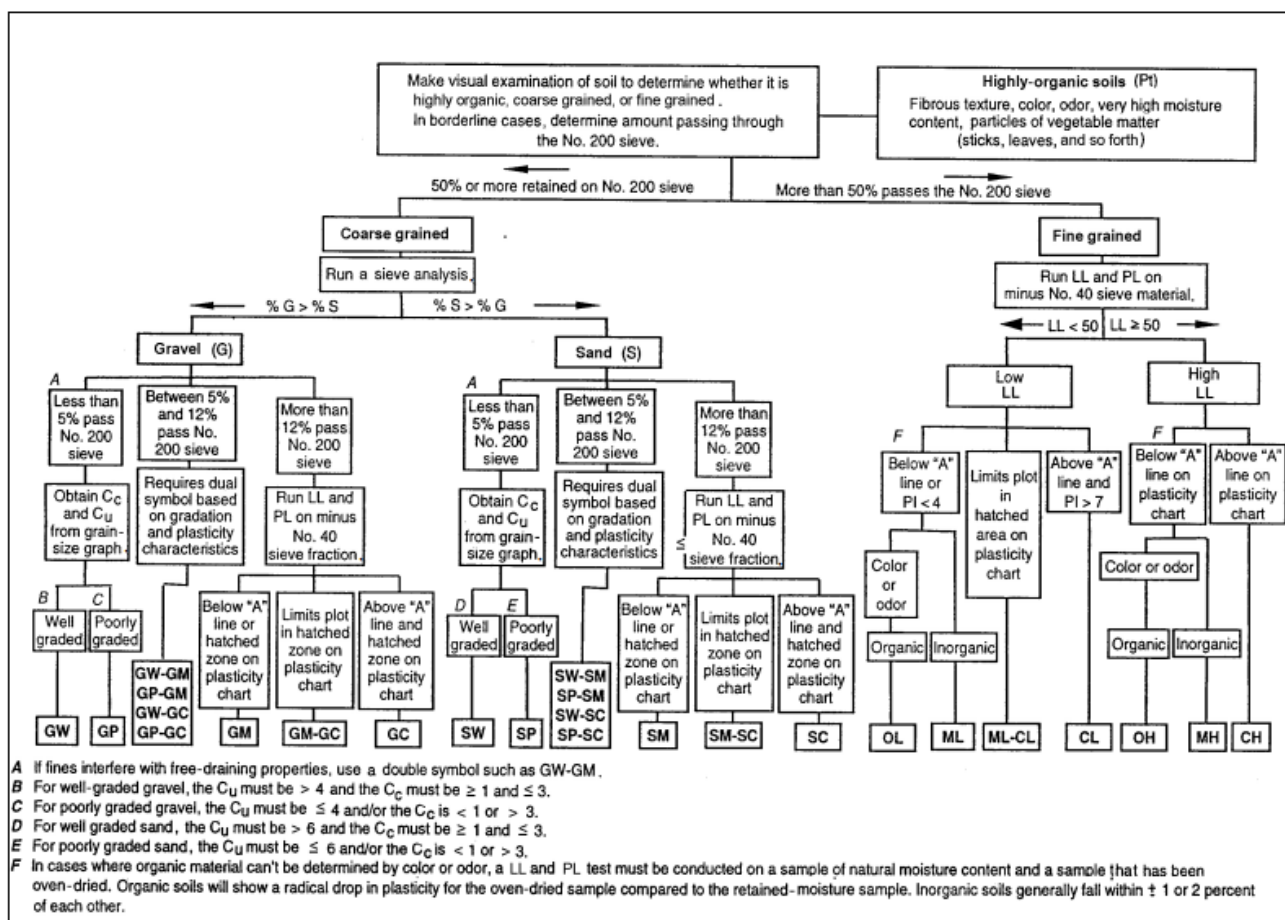 Make visual examination of soil to determine whether it is
highly organic, coarse grained, or fine grained.
In borderline cases, determine amount passing through
the No. 200 sieve.
Highly-organic soils (Pt)
Fibrous texture, color, odor, very high moisture
content, particles of vegetable matter
(sticks, leaves, and so forth)
50% or more retained on No. 200 sieve
More than 50% passes the No. 200 sieve
Coarse grained
Run a sieve analysis.
Fine grained
Run LL and PL on
minus No. 40 sieve material.
% G > % S
% S > % G
LL < 50
LL ≥ 50
Gravel (G)
Sand (S)
Low
LL
High
LL
A
Less than
5% pass
No. 200
sieve
Between 5%
and 12%
pass No.
200 sieve
More than
12% pass
No. 200
sieve
A
Less than
5% pass
No. 200
sieve
Between 5%
and 12%
pass No.
200 sieve
More than
12% pass
No. 200
sieve
F
Below "A"
line or
PI < 4
Limits plot
in
hatched
area on
plasticity
chart
Above "A"
line and
PI > 7
F
Below "A"
line on
plasticity
chart
Above "A"
line on
plasticity
chart
Obtain Cc
and Cu
from grain-
size graph.
Requires dual
symbol based
on gradation
and plasticity
characteristics
Run LL and
PL on minus
No. 40
sieve fraction.
Obtain Cc
and Cu
from grain-
size graph.
Requires dual
symbol based
on gradation
and plasticity
characteristics
≤
Run LL and
PL on minus
No. 40
sieve fraction.
Color
or
odor
Color or odor
B
Well
graded
C
Poorly
graded
Below "A"
line or
hatched
zone on
plasticity
chart
Limits plot
in hatched
zone on
plasticity
chart
Above "A"
line and
hatched
zone on
plasticity
chart
D
Well
graded
E
Poorly
graded
Below "A"
line or
hatched
zone on
plasticity
chart
Limits plot
in hatched
zone on
plasticity
chart
Above "A"
line and
hatched
zone on
plasticity
chart
Organic
Inorganic
Organic
Inorganic
GW-GM
GP-GM
GW-GC
GP-GC
SW-SM
SP-SM
SW-SC
SP-SC
GW
GP
GM
GM-GC
GC
SW
SP
SM
SM-SC
SC
OL
ML
ML-CL
CL
OH
MH
CH
A If fines interfere with free-draining properties, use a double symbol such as GW-GM.
B For well-graded gravel, the Cu must be > 4 and the Cc must be ≥ 1 and ≤ 3.
C For poorly graded gravel, the Cu must be ≤ 4 and/or the Cc is < 1 or > 3.
D For well graded sand, the Cu must be > 6 and the Cc must be ≥ 1 and ≤ 3.
E For poorly graded sand, the Cu must be ≤ 6 and/or the Cc is < 1 or > 3.
F In cases where organic material can't be determined by color or odor, a LL and PL test must be conducted on a sample of natural moisture content and a sample that has been
oven-dried. Organic soils will show a radical drop in plasticity for the oven-dried sample compared to the retained-moisture sample. Inorganic soils generally fall within ± 1 or 2 percent
of each other.